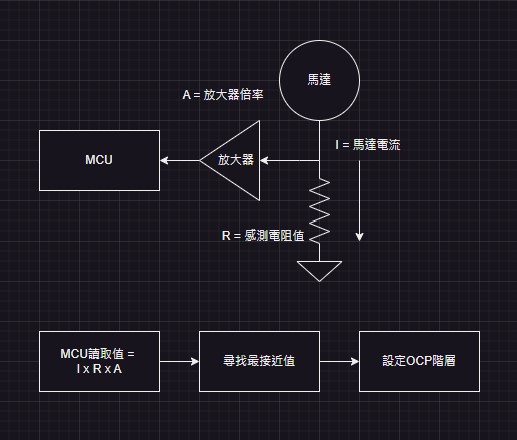 馬達
A = 放大器倍率
I = 馬達電流
MCU
放大器
R = 感測電阻值
MCU讀取值 =
I x R x A
尋找最接近值
設定OCP階層